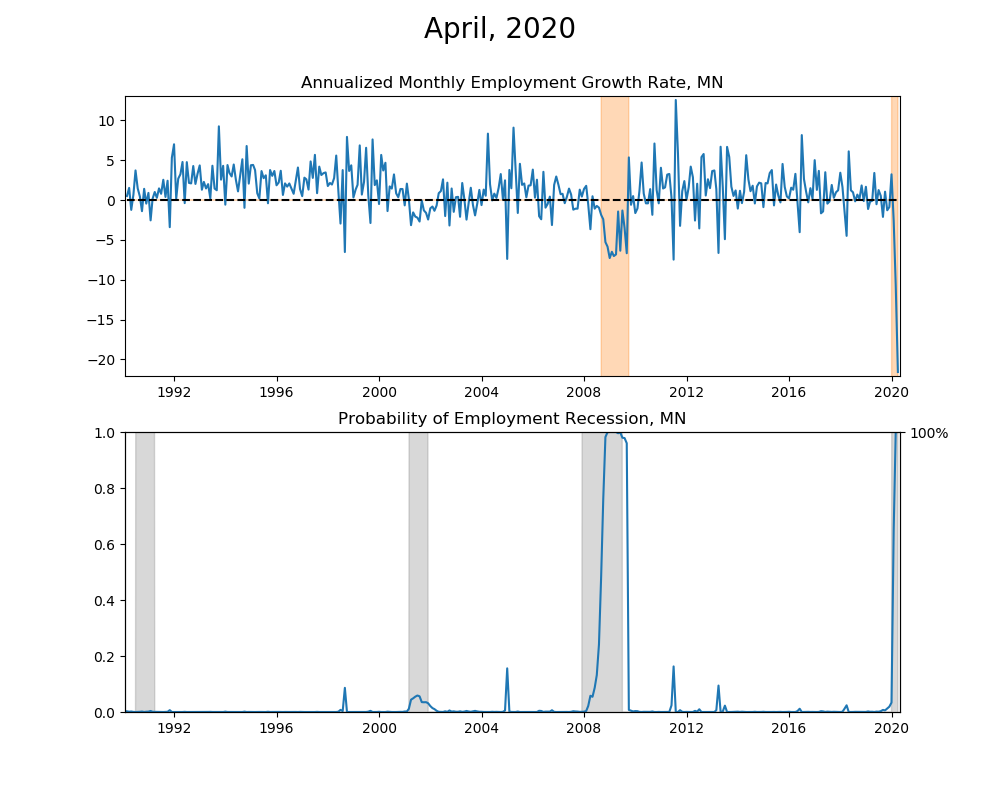 April, 2020
Annualized Monthly Employment Growth Rate, MN
10
5
0
−5
−10
−15
−20
1992 1996 2000 2004 2008 2012 2016 2020
Probability of Employment Recession, MN
1.0 100%
0.8
0.6
0.4
0.2
0.0
1992 1996 2000 2004 2008 2012 2016 2020